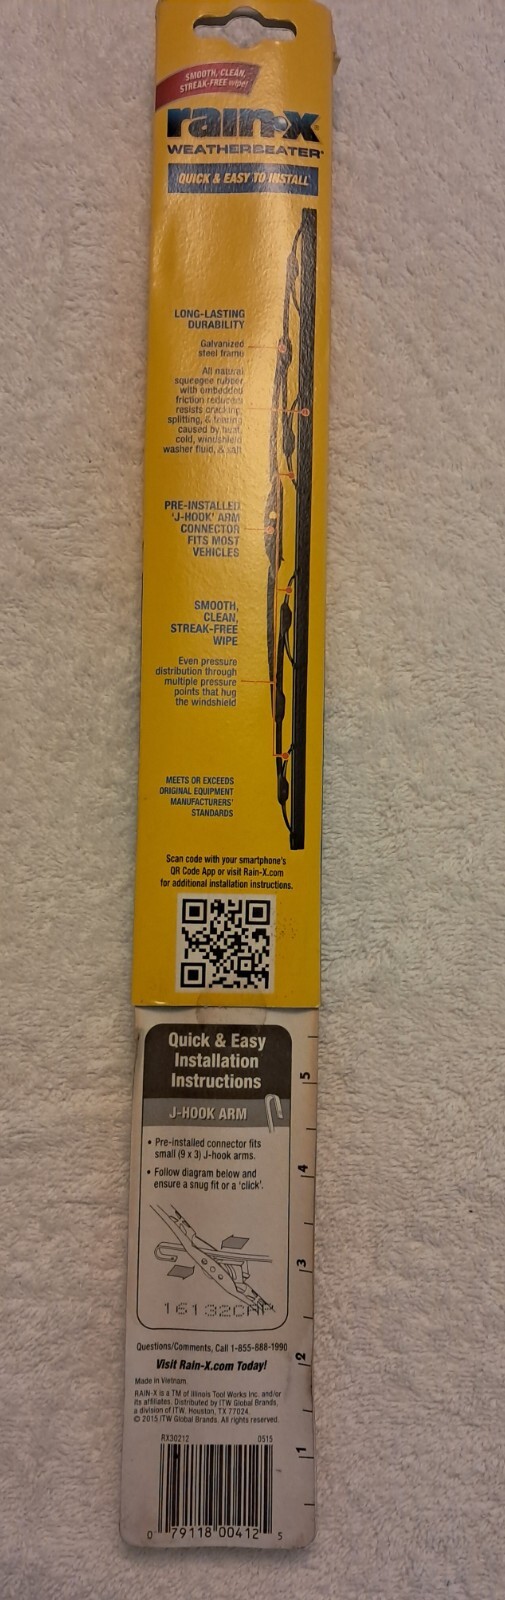 SMOOTH, CLEAN,
STREAK-FREE wipe!
rain-x®
WEATHERBEATER®
QUICK & EASY TO INSTALL
LONG-LASTING
DURABILITY
Galvanized
steel frame
All natural
squeegee rubber
with embedded
friction reducers
resists cracking,
splitting, & tearing
caused by heat,
cold, windshield
washer fluid, & salt
PRE-INSTALLED
'J-HOOK' ARM
CONNECTOR
FITS MOST
VEHICLES
SMOOTH,
CLEAN,
STREAK-FREE
WIPE
Even pressure
distribution through
multiple pressure
points that hug
the windshield
MEETS OR EXCEEDS
ORIGINAL EQUIPMENT
MANUFACTURERS'
STANDARDS
Scan code with your smartphone's
QR Code App or visit Rain-X.com
for additional installation instructions.
Quick & Easy
Installation
Instructions
J-HOOK ARM
• Pre-installed connector fits
small (9 x 3) J-hook arms.
• Follow diagram below and
ensure a snug fit or a 'click'.
5
4
3
2
1
Questions/Comments, Call 1-855-888-1990
Visit Rain-X.com Today!
Made in Vietnam
RAIN-X is a TM of Illinois Tool Works Inc. and/or
its affiliates. Distributed by ITW Global Brands,
a division of ITW. Houston, TX 77024.
© 2015 ITW Global Brands. All rights reserved.
RX30212 0515
0 79118 00412 5